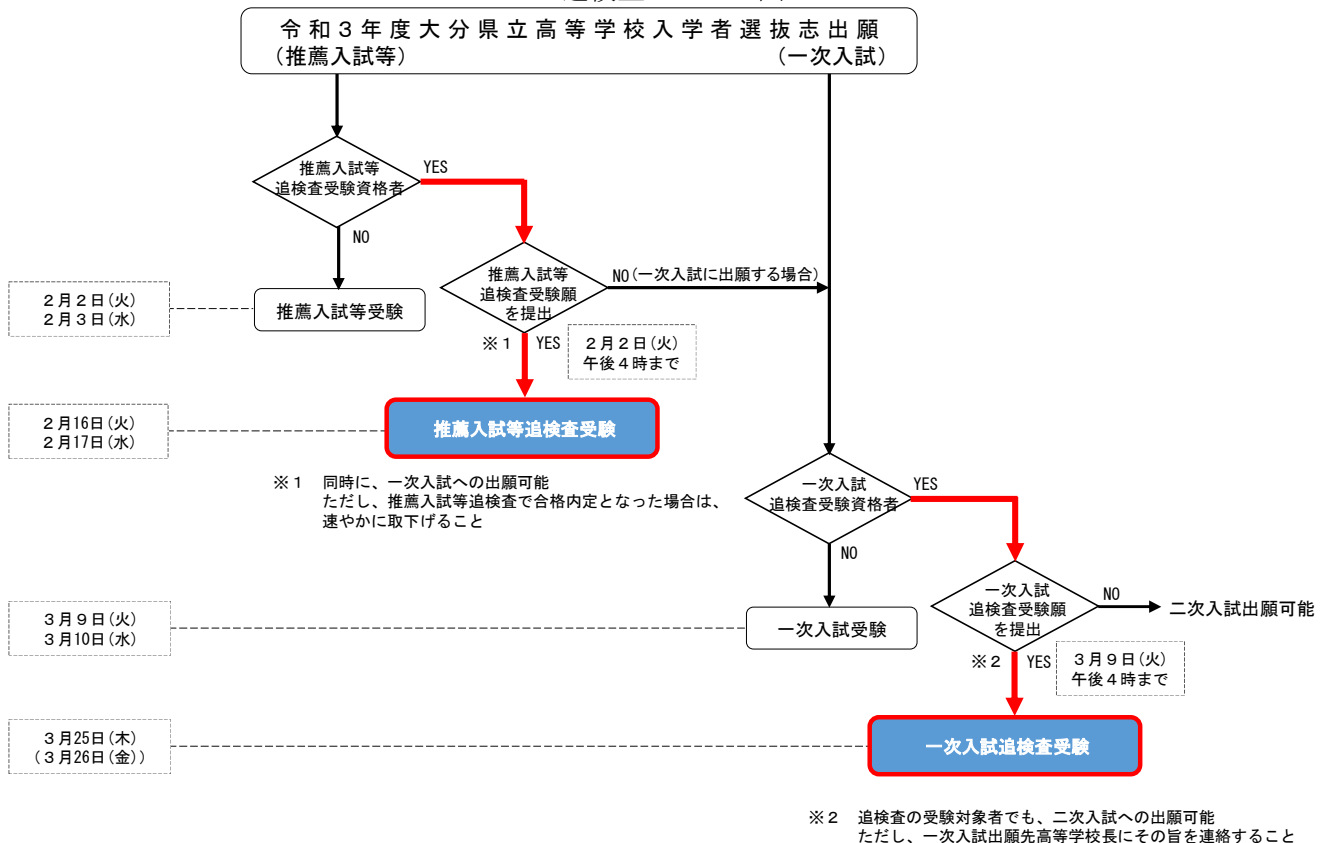 令和３年度大分県立高等学校入学者選抜志出願
（推薦入試等）
（一次入試）
推薦入試等
追検査受験資格者
YES
NO
推薦入試等
追検査受験願
を提出
NO(一次入試に出願する場合)
２月２日(火)
２月３日(水)
推薦入試等受験
※１
YES
２月２日(火)
午後４時まで
２月16日(火)
２月17日(水)
推薦入試等追検査受験
※１　同時に、一次入試への出願可能
ただし、推薦入試等追検査で合格内定となった場合は、
速やかに取下げること
一次入試
追検査受験資格者
YES
NO
一次入試
追検査受験願
を提出
NO
二次入試出願可能
３月９日(火)
３月10日(水)
一次入試受験
※２
YES
３月９日(火)
午後４時まで
３月25日(木)
（３月26日(金)）
一次入試追検査受験
※２　追検査の受験対象者でも、二次入試への出願可能
ただし、一次入試出願先高等学校長にその旨を連絡すること